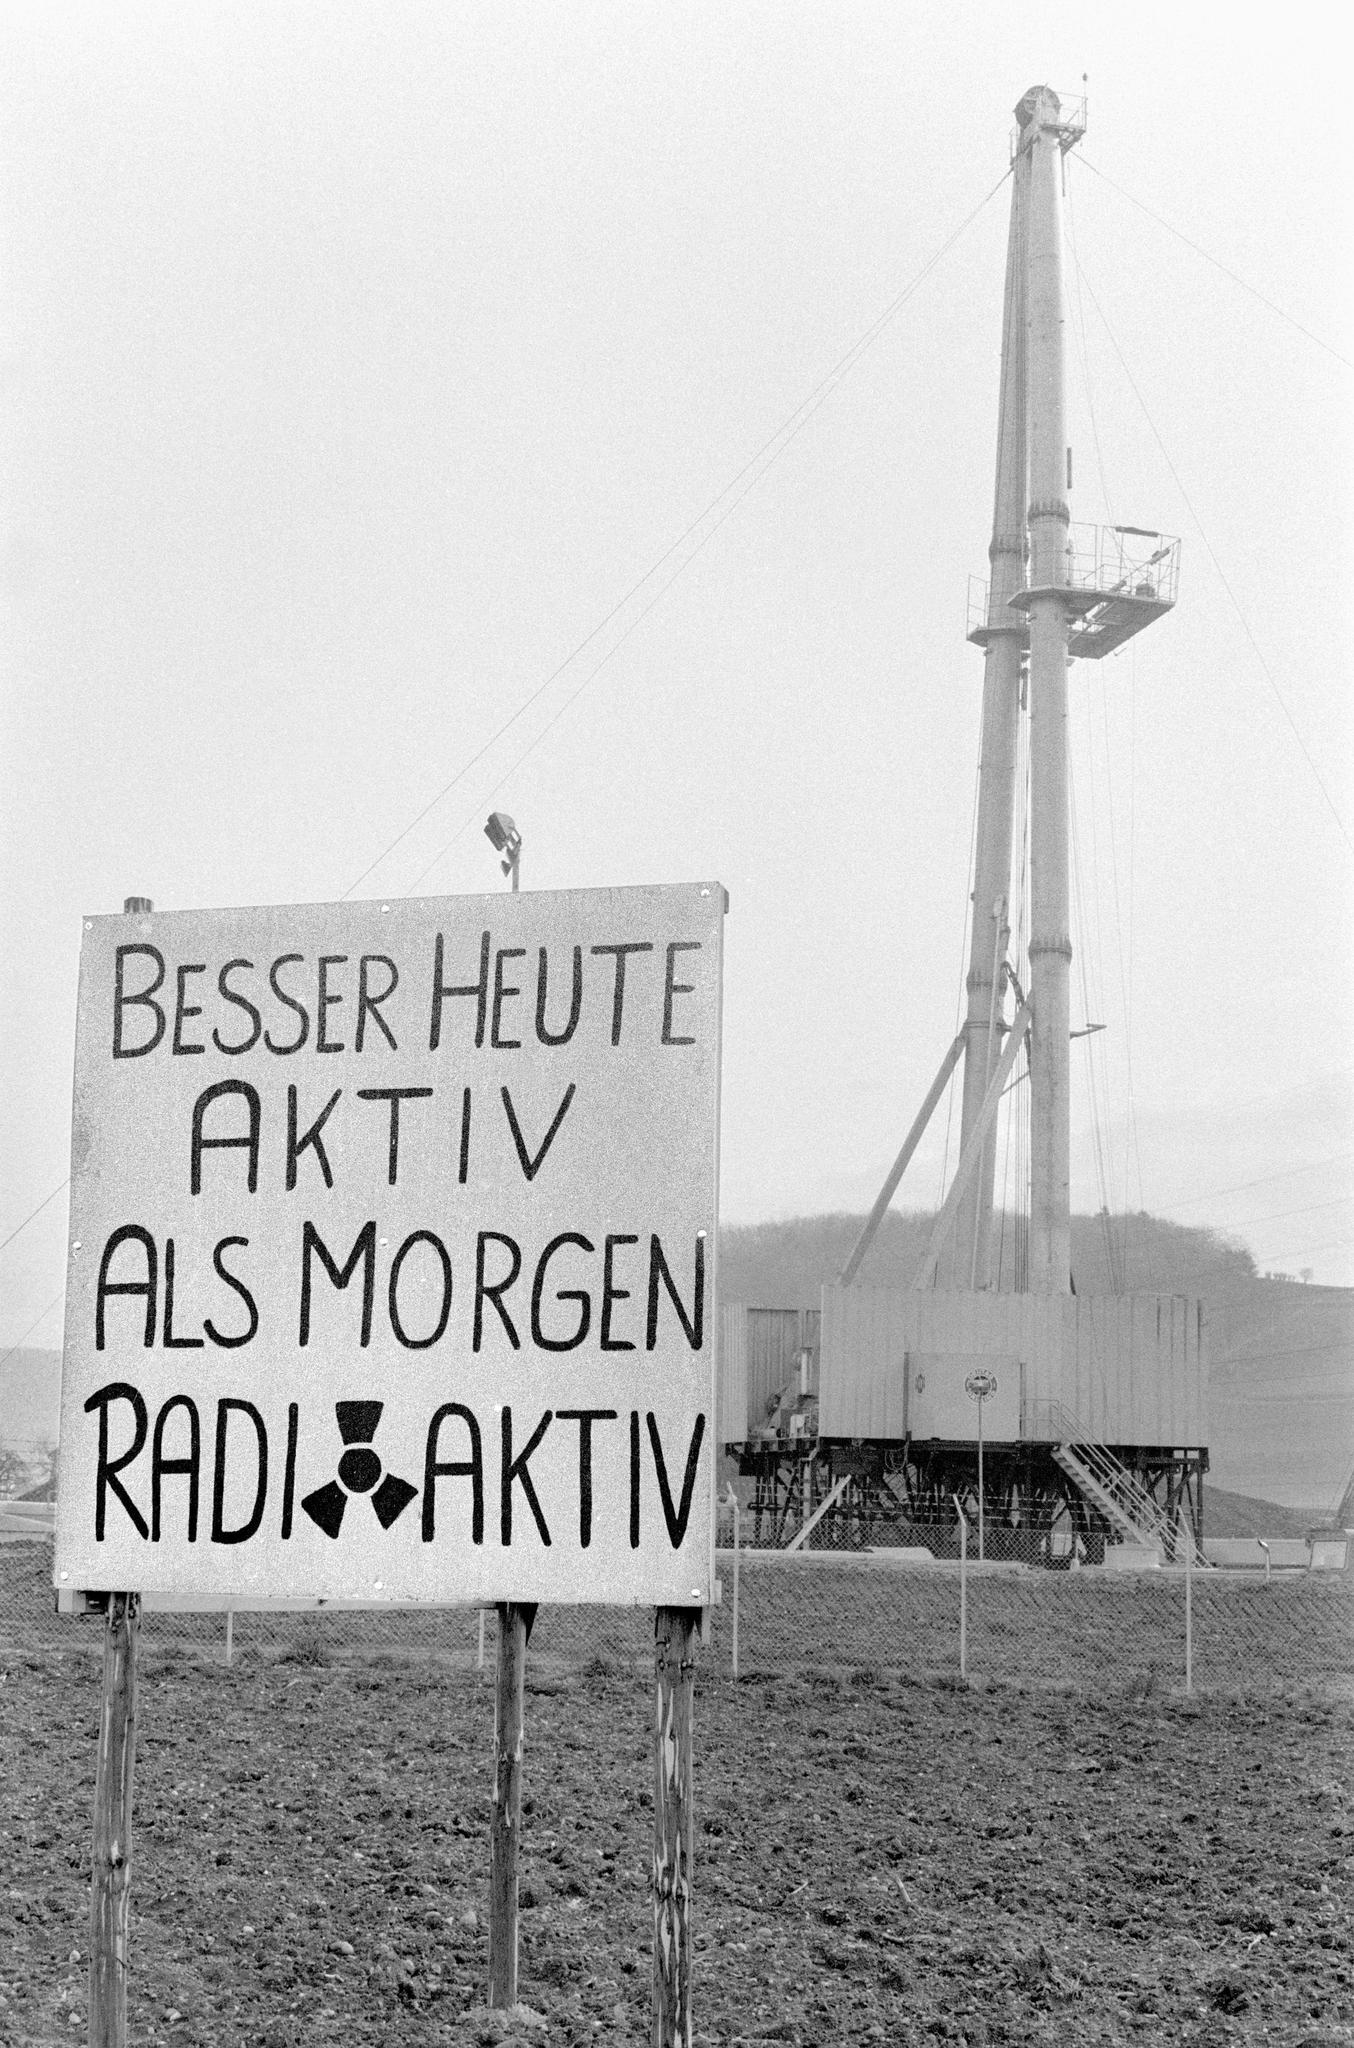 BESSER HEUTE
AKTIV
ALS MORGEN
RADI☢AKTIV